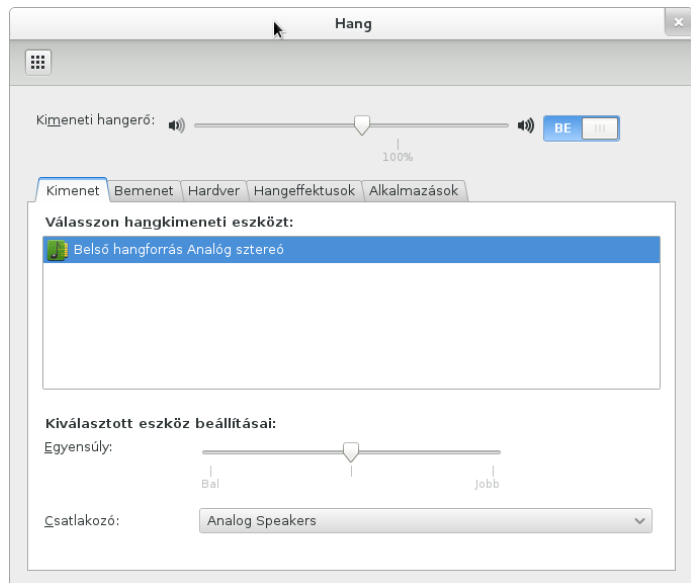 Hang
Kimeneti hangerő: BE
100%
Kimenet Bemenet Hardver Hangeffektusok Alkalmazások
Válasszon hangkimeneti eszközt:
Belső hangforrás Analóg sztereó
Kiválasztott eszköz beállításai:
Egyensúly:
Bal Jobb
Csatlakozó: Analog Speakers